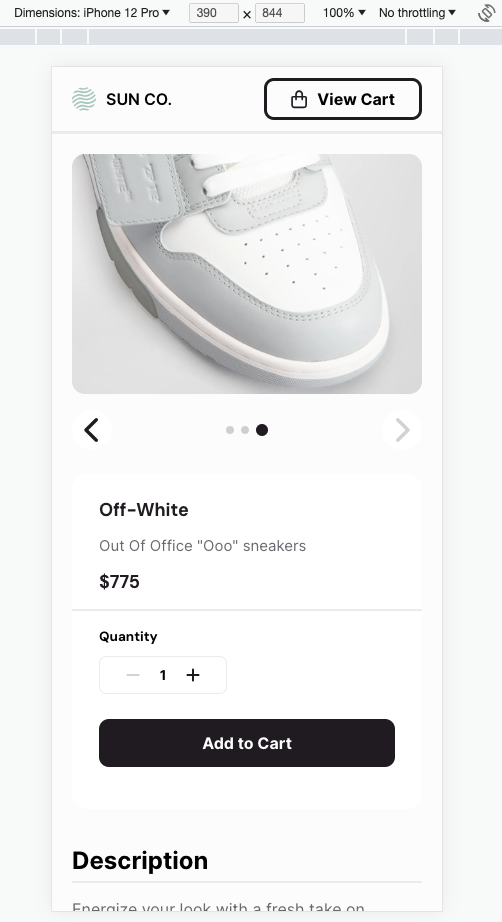 Dimensions: iPhone 12 Pro 390 x 844 100% No throttling
SUN CO. View Cart
Off-White
Out Of Office "Ooo" sneakers
$775
Quantity
1
Add to Cart
Description
Energize your look with a fresh take on